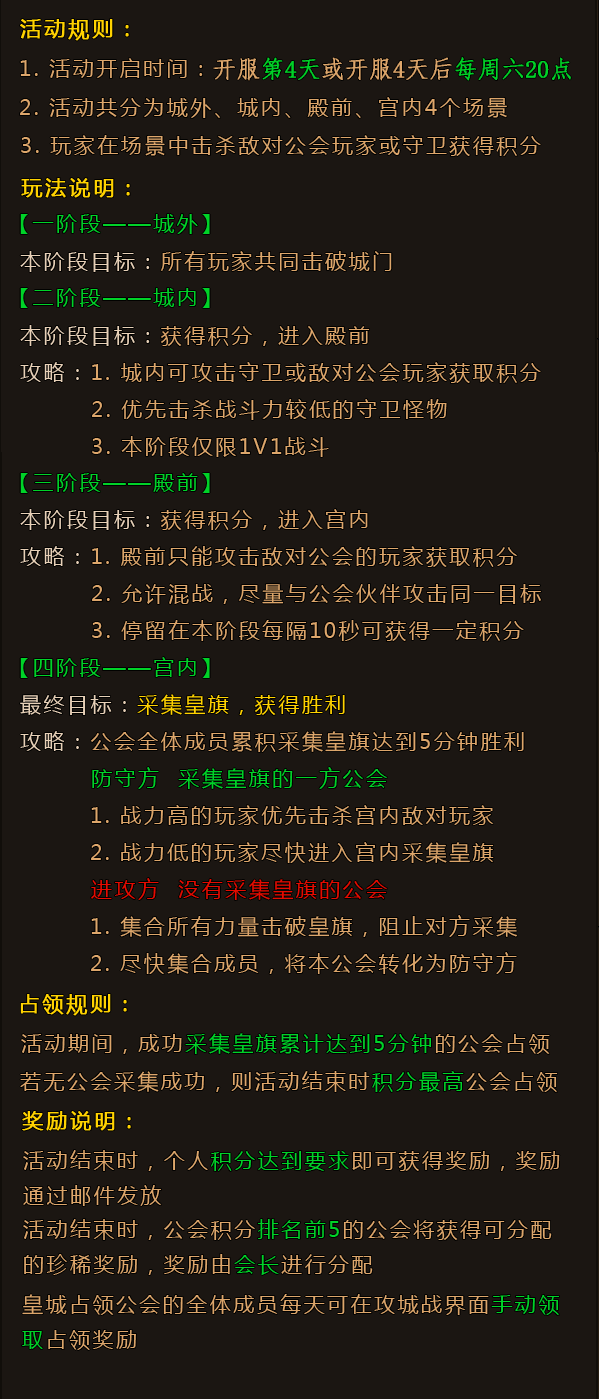 活动规则：
1. 活动开启时间：开服第4天或开服4天后每周六20点
2. 活动共分为城外、城内、殿前、宫内4个场景
3. 玩家在场景中击杀敌对公会玩家或守卫获得积分
玩法说明：
【一阶段——城外】
本阶段目标：所有玩家共同击破城门
【二阶段——城内】
本阶段目标：获得积分，进入殿前
攻略：1. 城内可攻击守卫或敌对公会玩家获取积分
2. 优先击杀战斗力较低的守卫怪物
3. 本阶段仅限1V1战斗
【三阶段——殿前】
本阶段目标：获得积分，进入宫内
攻略：1. 殿前只能攻击敌对公会的玩家获取积分
2. 允许混战，尽量与公会伙伴攻击同一目标
3. 停留在本阶段每隔10秒可获得一定积分
【四阶段——宫内】
最终目标：采集皇旗，获得胜利
攻略：公会全体成员累积采集皇旗达到5分钟胜利
防守方 采集皇旗的一方公会
1. 战力高的玩家优先击杀宫内敌对玩家
2. 战力低的玩家尽快进入宫内采集皇旗
进攻方 没有采集皇旗的公会
1. 集合所有力量击破皇旗，阻止对方采集
2. 尽快集合成员，将本公会转化为防守方
占领规则：
活动期间，成功采集皇旗累计达到5分钟的公会占领
若无公会采集成功，则活动结束时积分最高公会占领
奖励说明：
活动结束时，个人积分达到要求即可获得奖励，奖励
通过邮件发放
活动结束时，公会积分排名前5的公会将获得可分配
的珍稀奖励，奖励由会长进行分配
皇城占领公会的全体成员每天可在攻城战界面手动领
取占领奖励